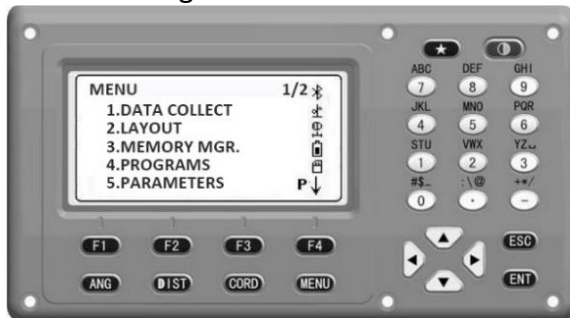 MENU 1/2
1.DATA COLLECT
2.LAYOUT
3.MEMORY MGR.
4.PROGRAMS
5.PARAMETERS P↓
F1 F2 F3 F4
ANG DIST CORD MENU
ABC DEF GHI
7 8 9
JKL MNO PQR
4 5 6
STU VWX YZ␣
1 2 3
#$_ :\@ +*/
0 . -
ESC
ENT